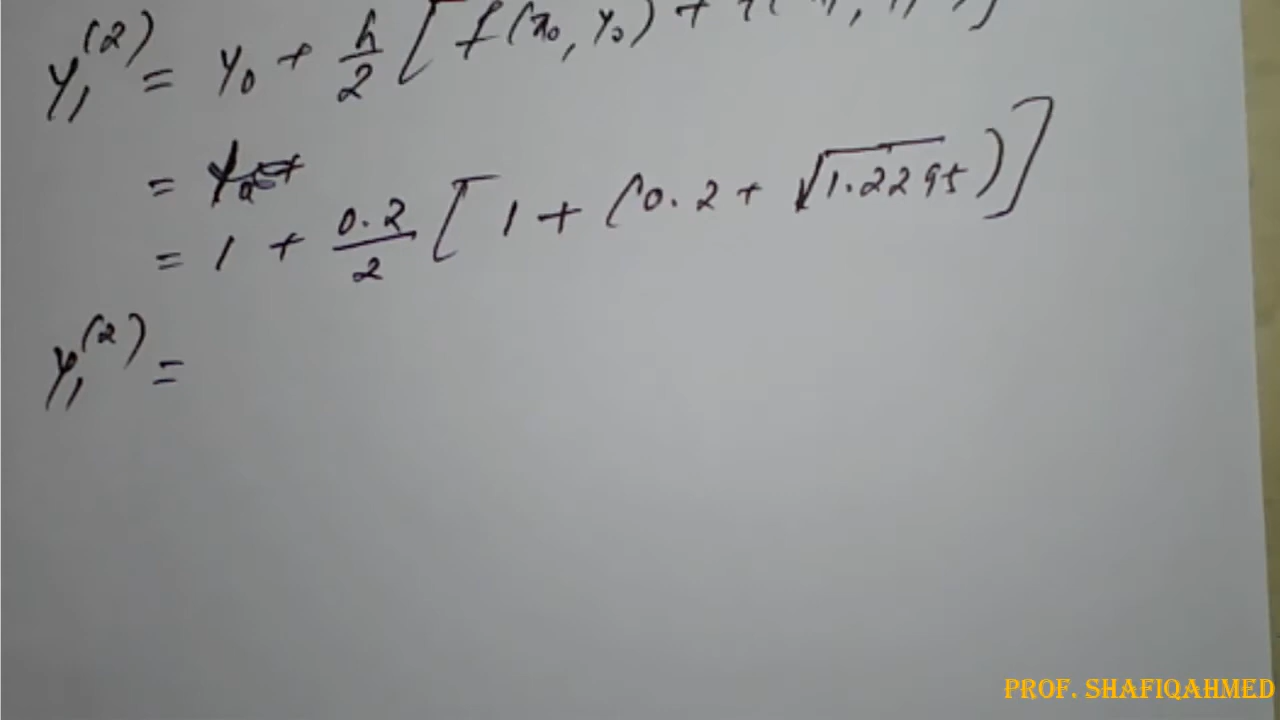 y₁⁽²⁾ = y₀ + h/2 [ f(x₀, y₀) +
=
= 1 + 0.2/2 [ 1 + (0.2 + √1.2295) ]
y₁⁽²⁾ =
PROF. SHAFIQAHMED